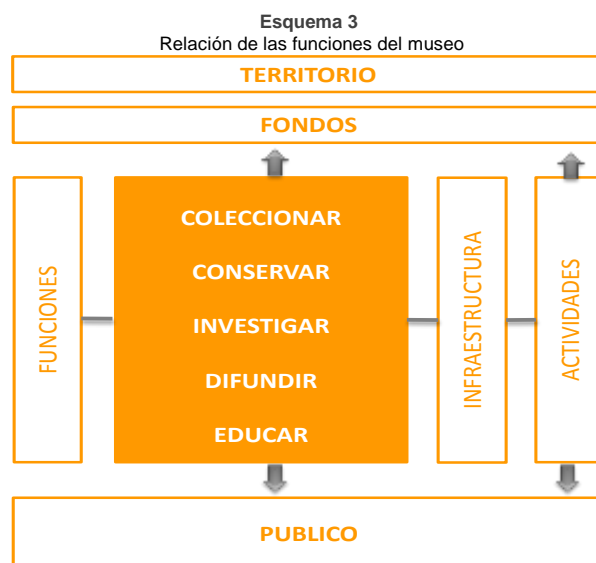 Esquema 3
Relación de las funciones del museo
TERRITORIO
FONDOS
FUNCIONES
COLECCIONAR
CONSERVAR
INVESTIGAR
DIFUNDIR
EDUCAR
INFRAESTRUCTURA
ACTIVIDADES
PUBLICO